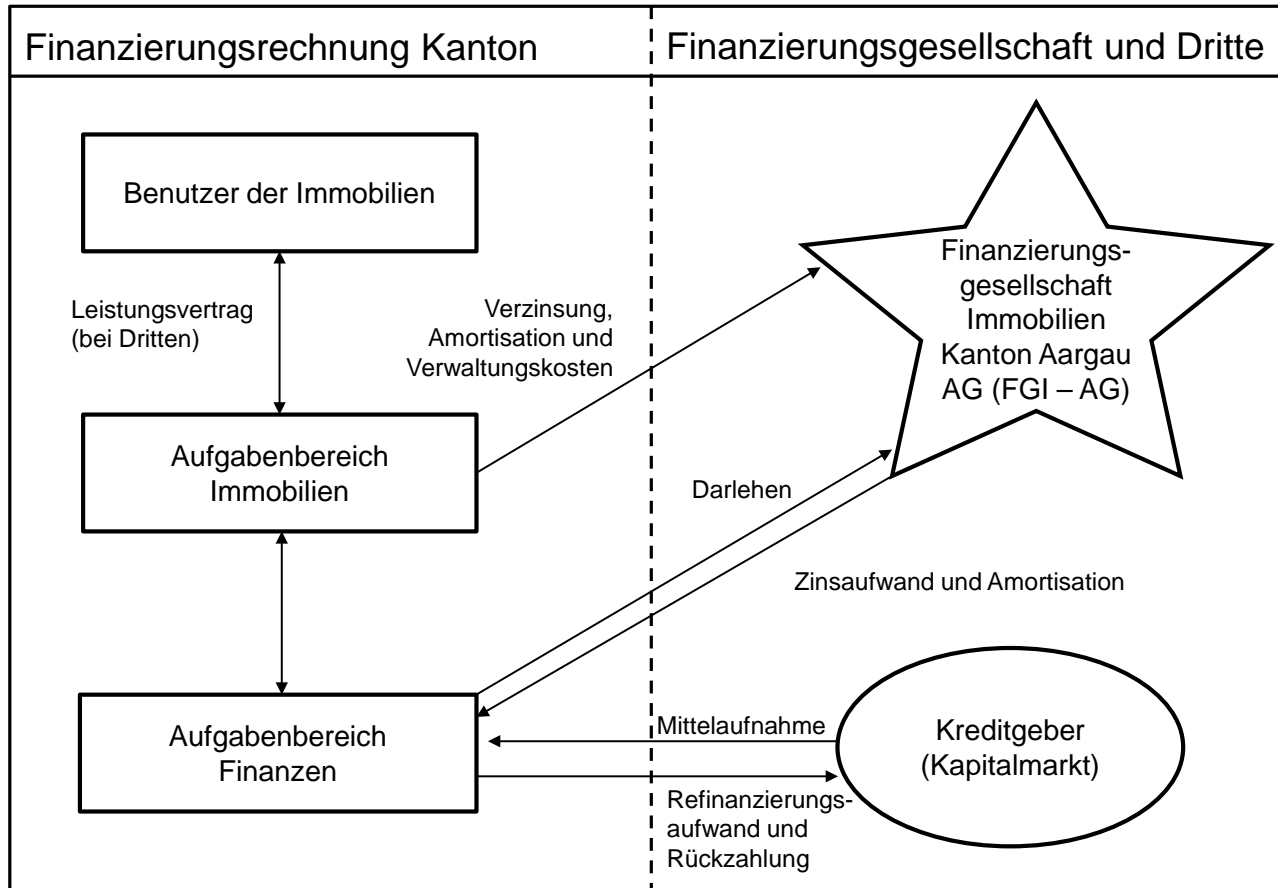 Finanzierungsrechnung Kanton
Finanzierungsgesellschaft und Dritte
Benutzer der Immobilien
Leistungsvertrag
(bei Dritten)
Verzinsung,
Amortisation und
Verwaltungskosten
Finanzierungs-
gesellschaft
Immobilien
Kanton Aargau
AG (FGI – AG)
Aufgabenbereich
Immobilien
Darlehen
Zinsaufwand und Amortisation
Aufgabenbereich
Finanzen
Mittelaufnahme
Kreditgeber
(Kapitalmarkt)
Refinanzierungs-
aufwand und
Rückzahlung